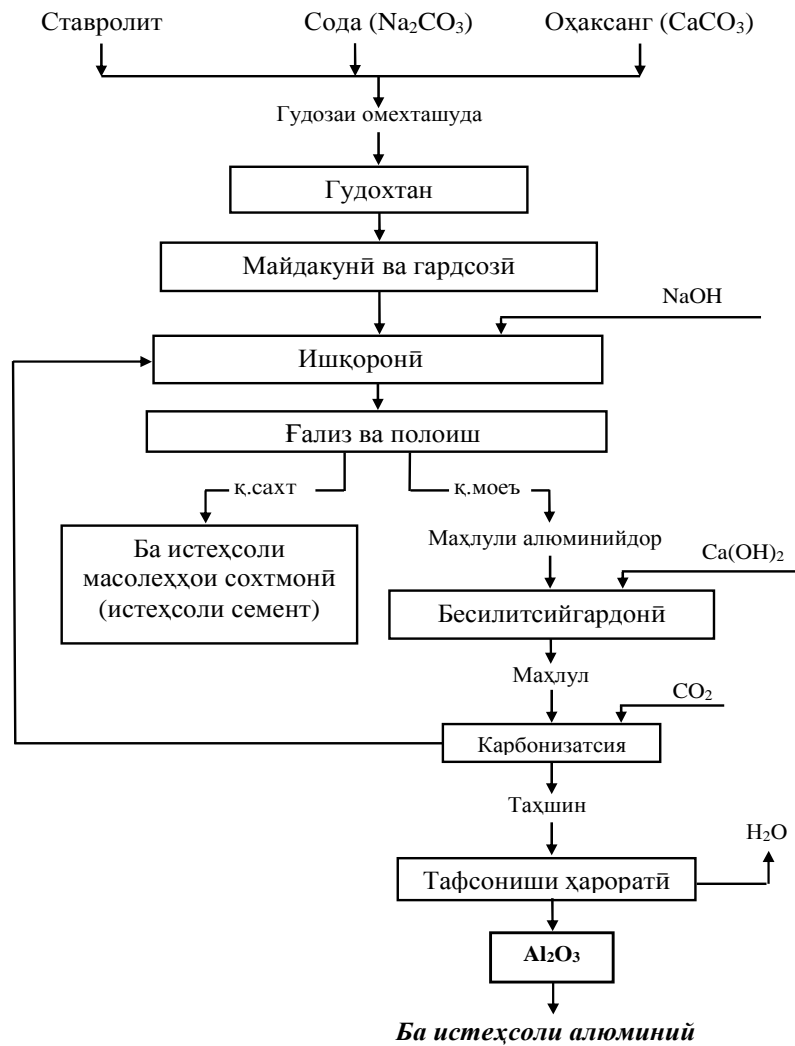 Ставролит
Сода (Na₂CO₃)
Оҳаксанг (CaCO₃)
Гудозаи омехташуда
Гудохтан
Майдакунӣ ва гардсозӣ
NaOH
Ишқоронӣ
Ғализ ва полоиш
қ.сахт
қ.моеъ
Ба истеҳсоли
масолеҳҳои сохтмонӣ
(истеҳсоли семент)
Маҳлули алюминийдор
Ca(OH)₂
Бесилитсийгардонӣ
Маҳлул
CO₂
Карбонизатсия
Таҳшин
H₂O
Тафсониши ҳароратӣ
Al₂O₃
Ба истеҳсоли алюминий